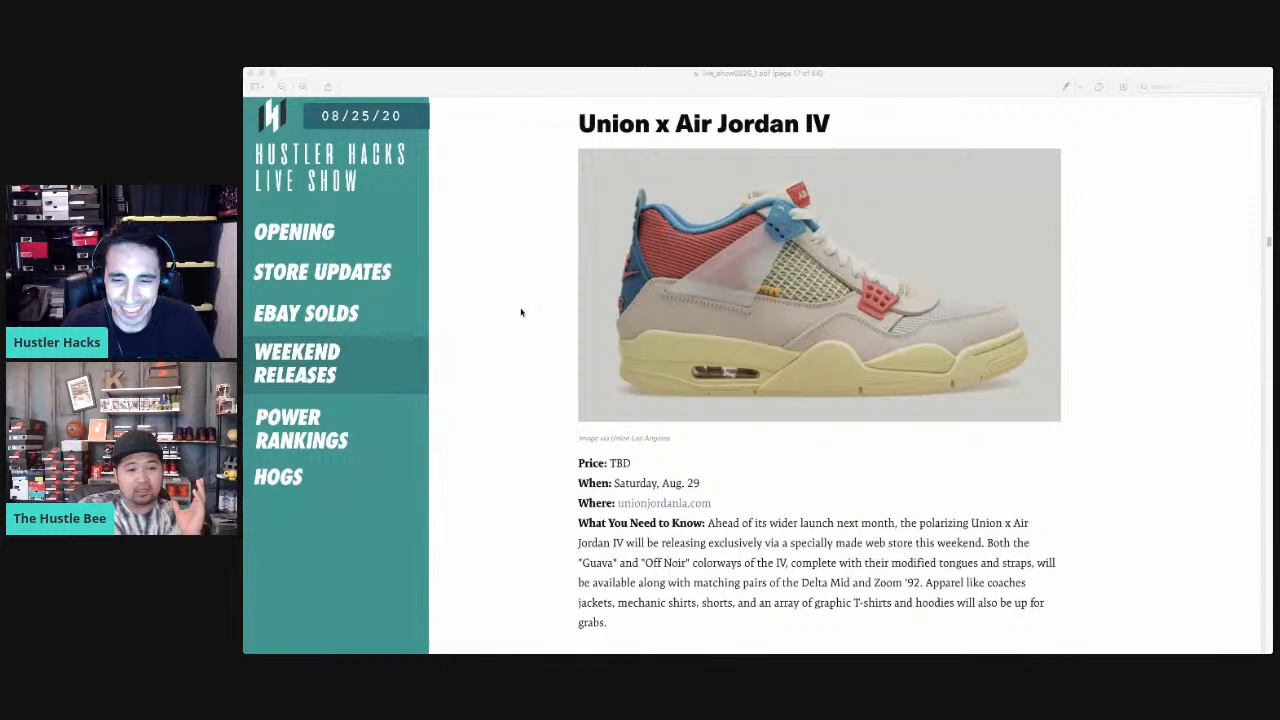 live_show0825_1.pdf (page 17 of 64)
08/25/20
HUSTLER HACKS
LIVE SHOW
OPENING
STORE UPDATES
EBAY SOLDS
WEEKEND
RELEASES
POWER
RANKINGS
HOGS
Hustler Hacks
The Hustle Bee
Union x Air Jordan IV
Image via Union Los Angeles
Price: TBD
When: Saturday, Aug. 29
Where: unionjordanla.com
What You Need to Know: Ahead of its wider launch next month, the polarizing Union x Air
Jordan IV will be releasing exclusively via a specially made web store this weekend. Both the
"Guava" and "Off Noir" colorways of the IV, complete with their modified tongues and straps, will
be available along with matching pairs of the Delta Mid and Zoom '92. Apparel like coaches
jackets, mechanic shirts, shorts, and an array of graphic T-shirts and hoodies will also be up for
grabs.